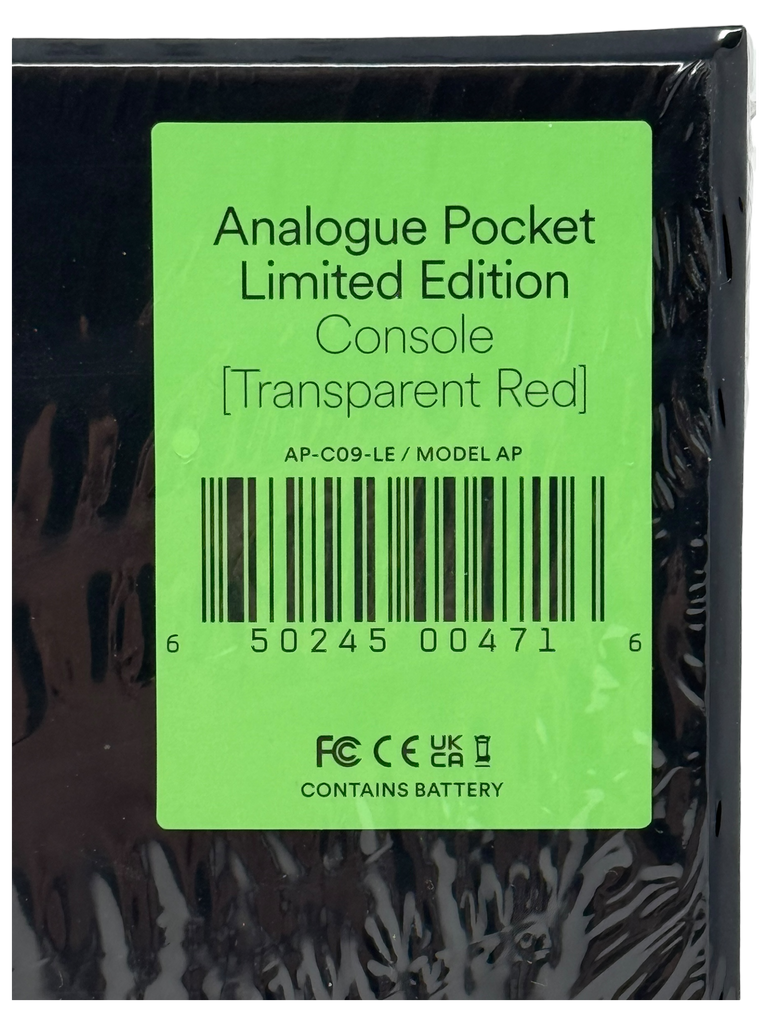 Analogue Pocket
Limited Edition
Console
[Transparent Red]
AP-C09-LE / MODEL AP
6 50245 00471 6
FC CE UK
CA
CONTAINS BATTERY